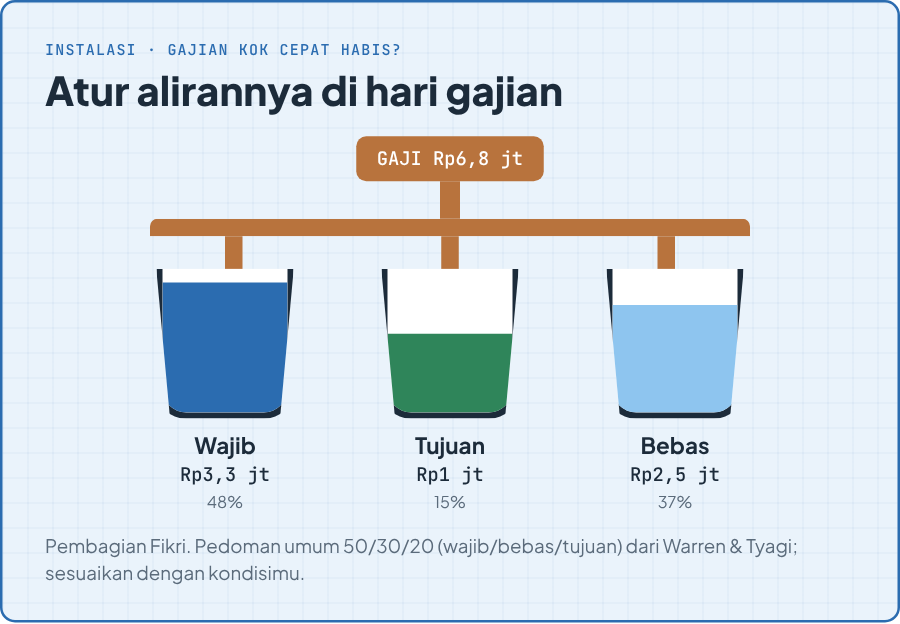 INSTALASI · GAJIAN KOK CEPAT HABIS?
Atur alirannya di hari gajian
GAJI Rp6,8 jt
Wajib
Rp3,3 jt
48%
Tujuan
Rp1 jt
15%
Bebas
Rp2,5 jt
37%
Pembagian Fikri. Pedoman umum 50/30/20 (wajib/bebas/tujuan) dari Warren & Tyagi;
sesuaikan dengan kondisimu.